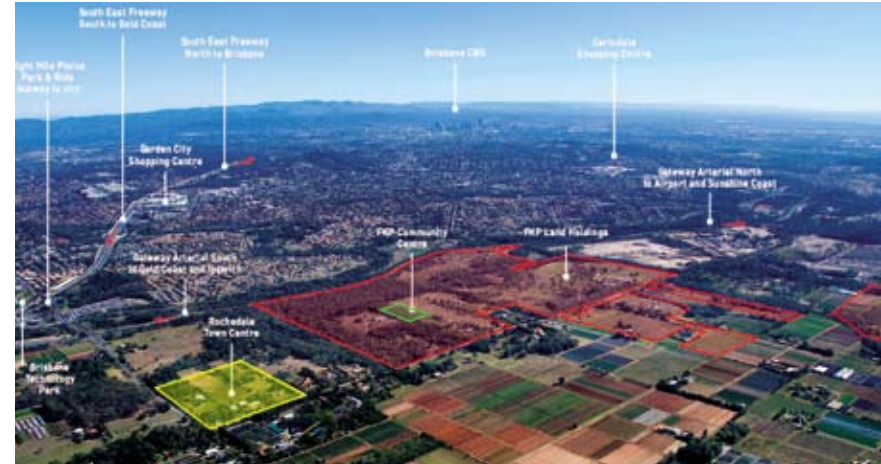 South East Freeway
South to Gold Coast
South East Freeway
North to Brisbane
Eight Mile Plains
Park & Ride
Busway to city
Brisbane CBD
Carindale
Shopping Centre
Garden City
Shopping Centre
Gateway Arterial North
to Airport and Sunshine Coast
FKP Community
Centre
FKP Land Holdings
Gateway Arterial South
to Gold Coast and Ipswich
Rochedale
Town Centre
Brisbane
Technology
Park